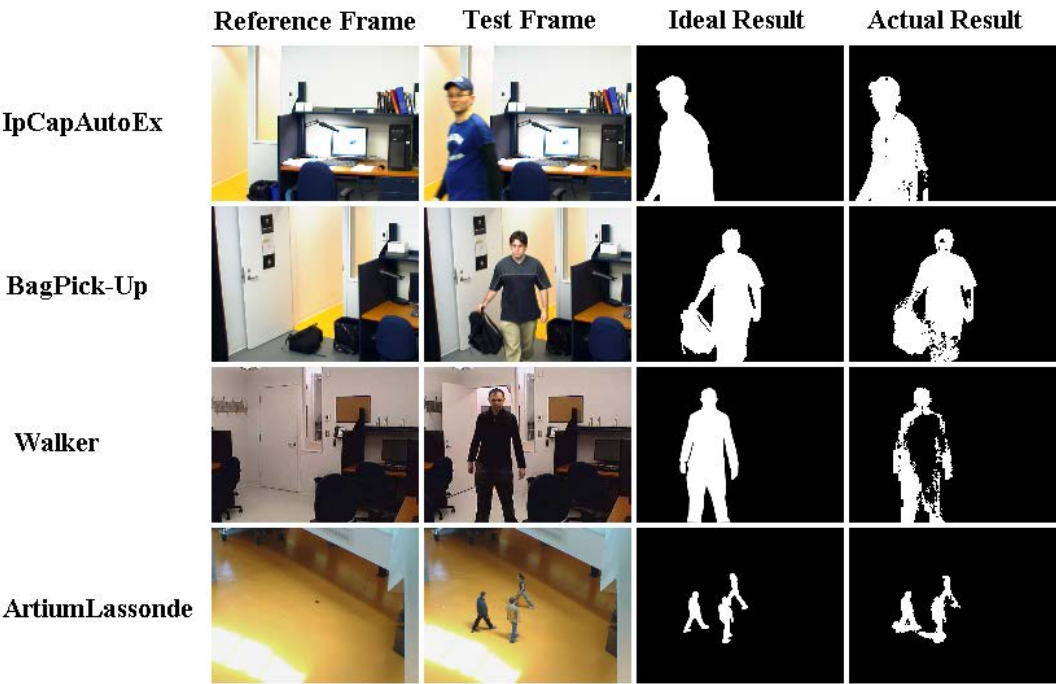 Reference Frame Test Frame Ideal Result Actual Result
IpCapAutoEx
BagPick-Up
Walker
ArtiumLassonde